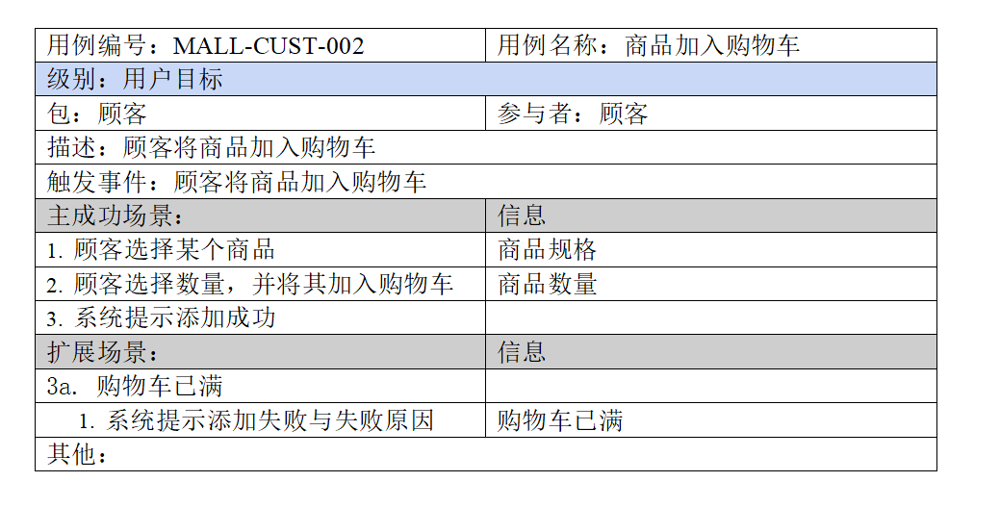 用例编号：MALL-CUST-002 用例名称：商品加入购物车
级别：用户目标
包：顾客 参与者：顾客
描述：顾客将商品加入购物车
触发事件：顾客将商品加入购物车
主成功场景： 信息
1. 顾客选择某个商品 商品规格
2. 顾客选择数量，并将其加入购物车 商品数量
3. 系统提示添加成功
扩展场景： 信息
3a. 购物车已满
1. 系统提示添加失败与失败原因 购物车已满
其他：